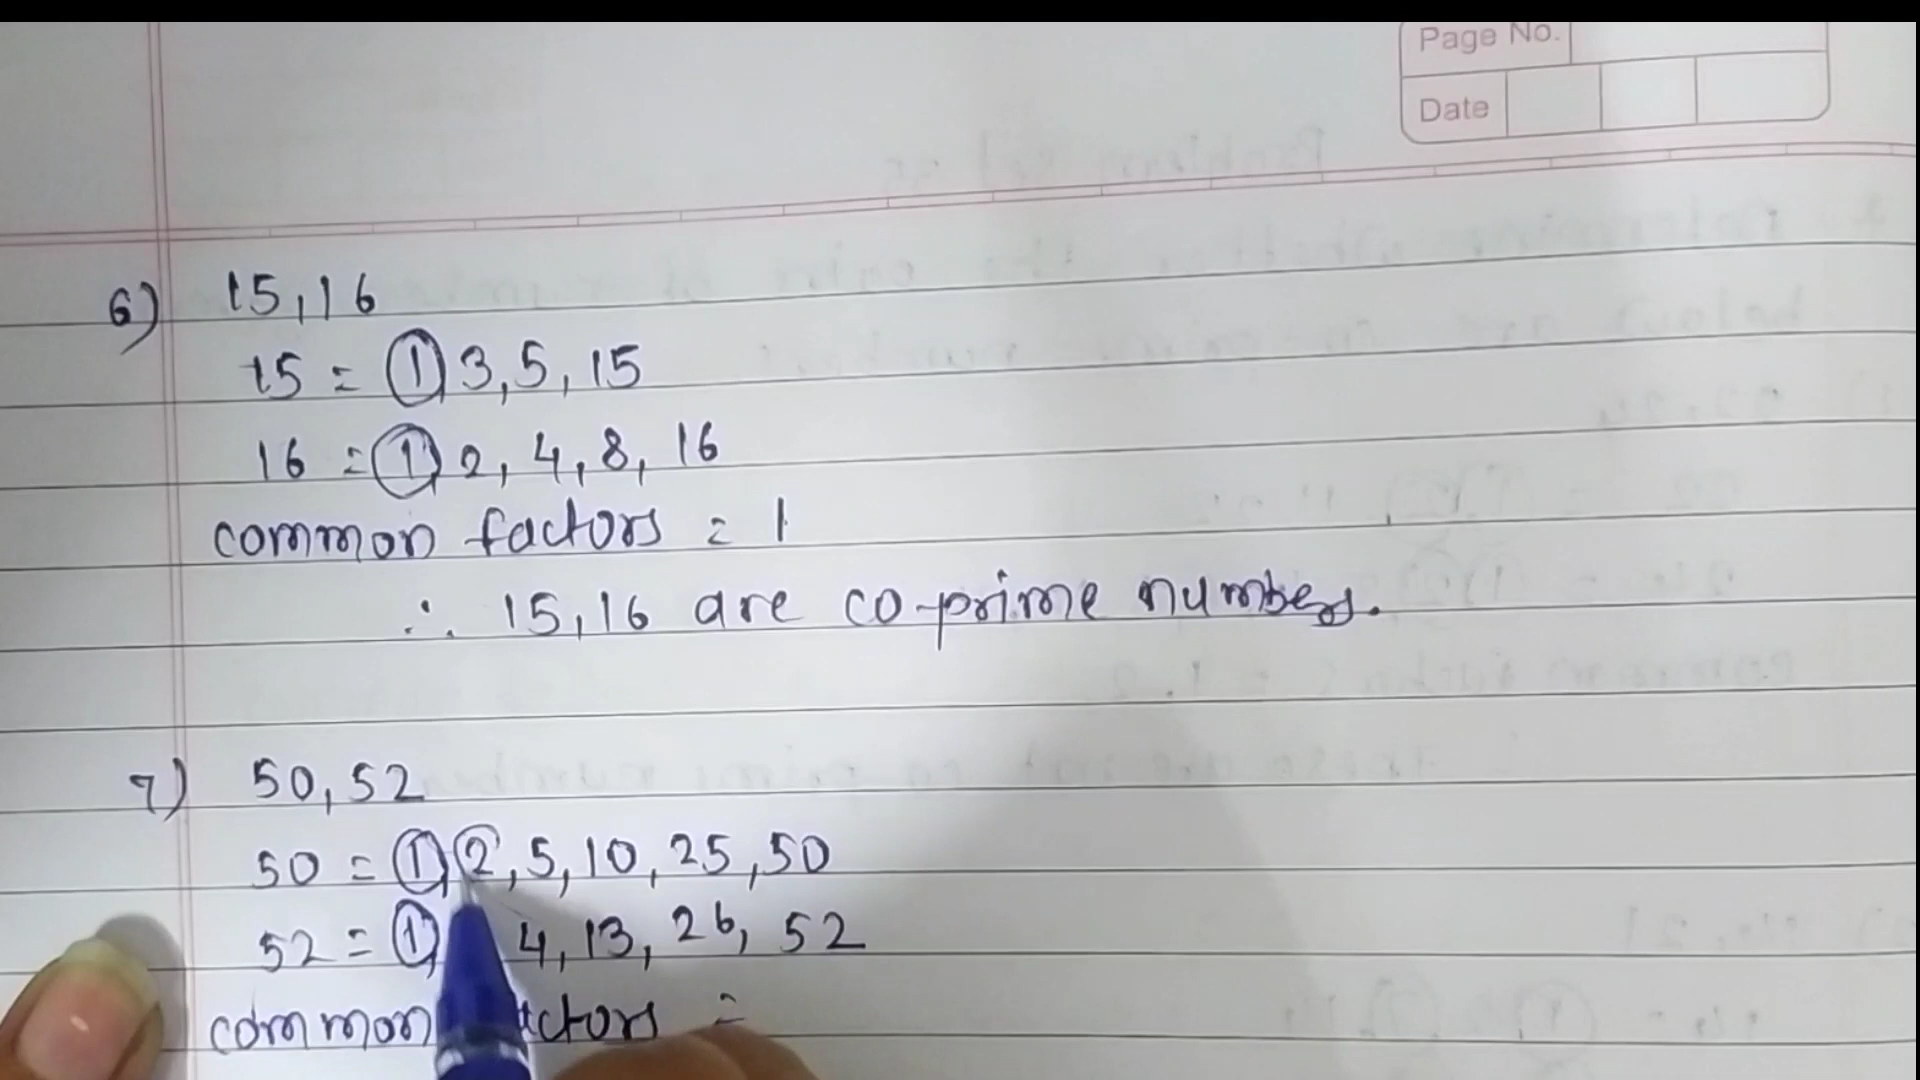 Page No.
Date
6) 15, 16
15 = 1, 3, 5, 15
16 = 1, 2, 4, 8, 16
common factors = 1
∴ 15, 16 are co-prime numbers.
7) 50, 52
50 = 1, 2, 5, 10, 25, 50
52 = 1, 4, 13, 26, 52
common =